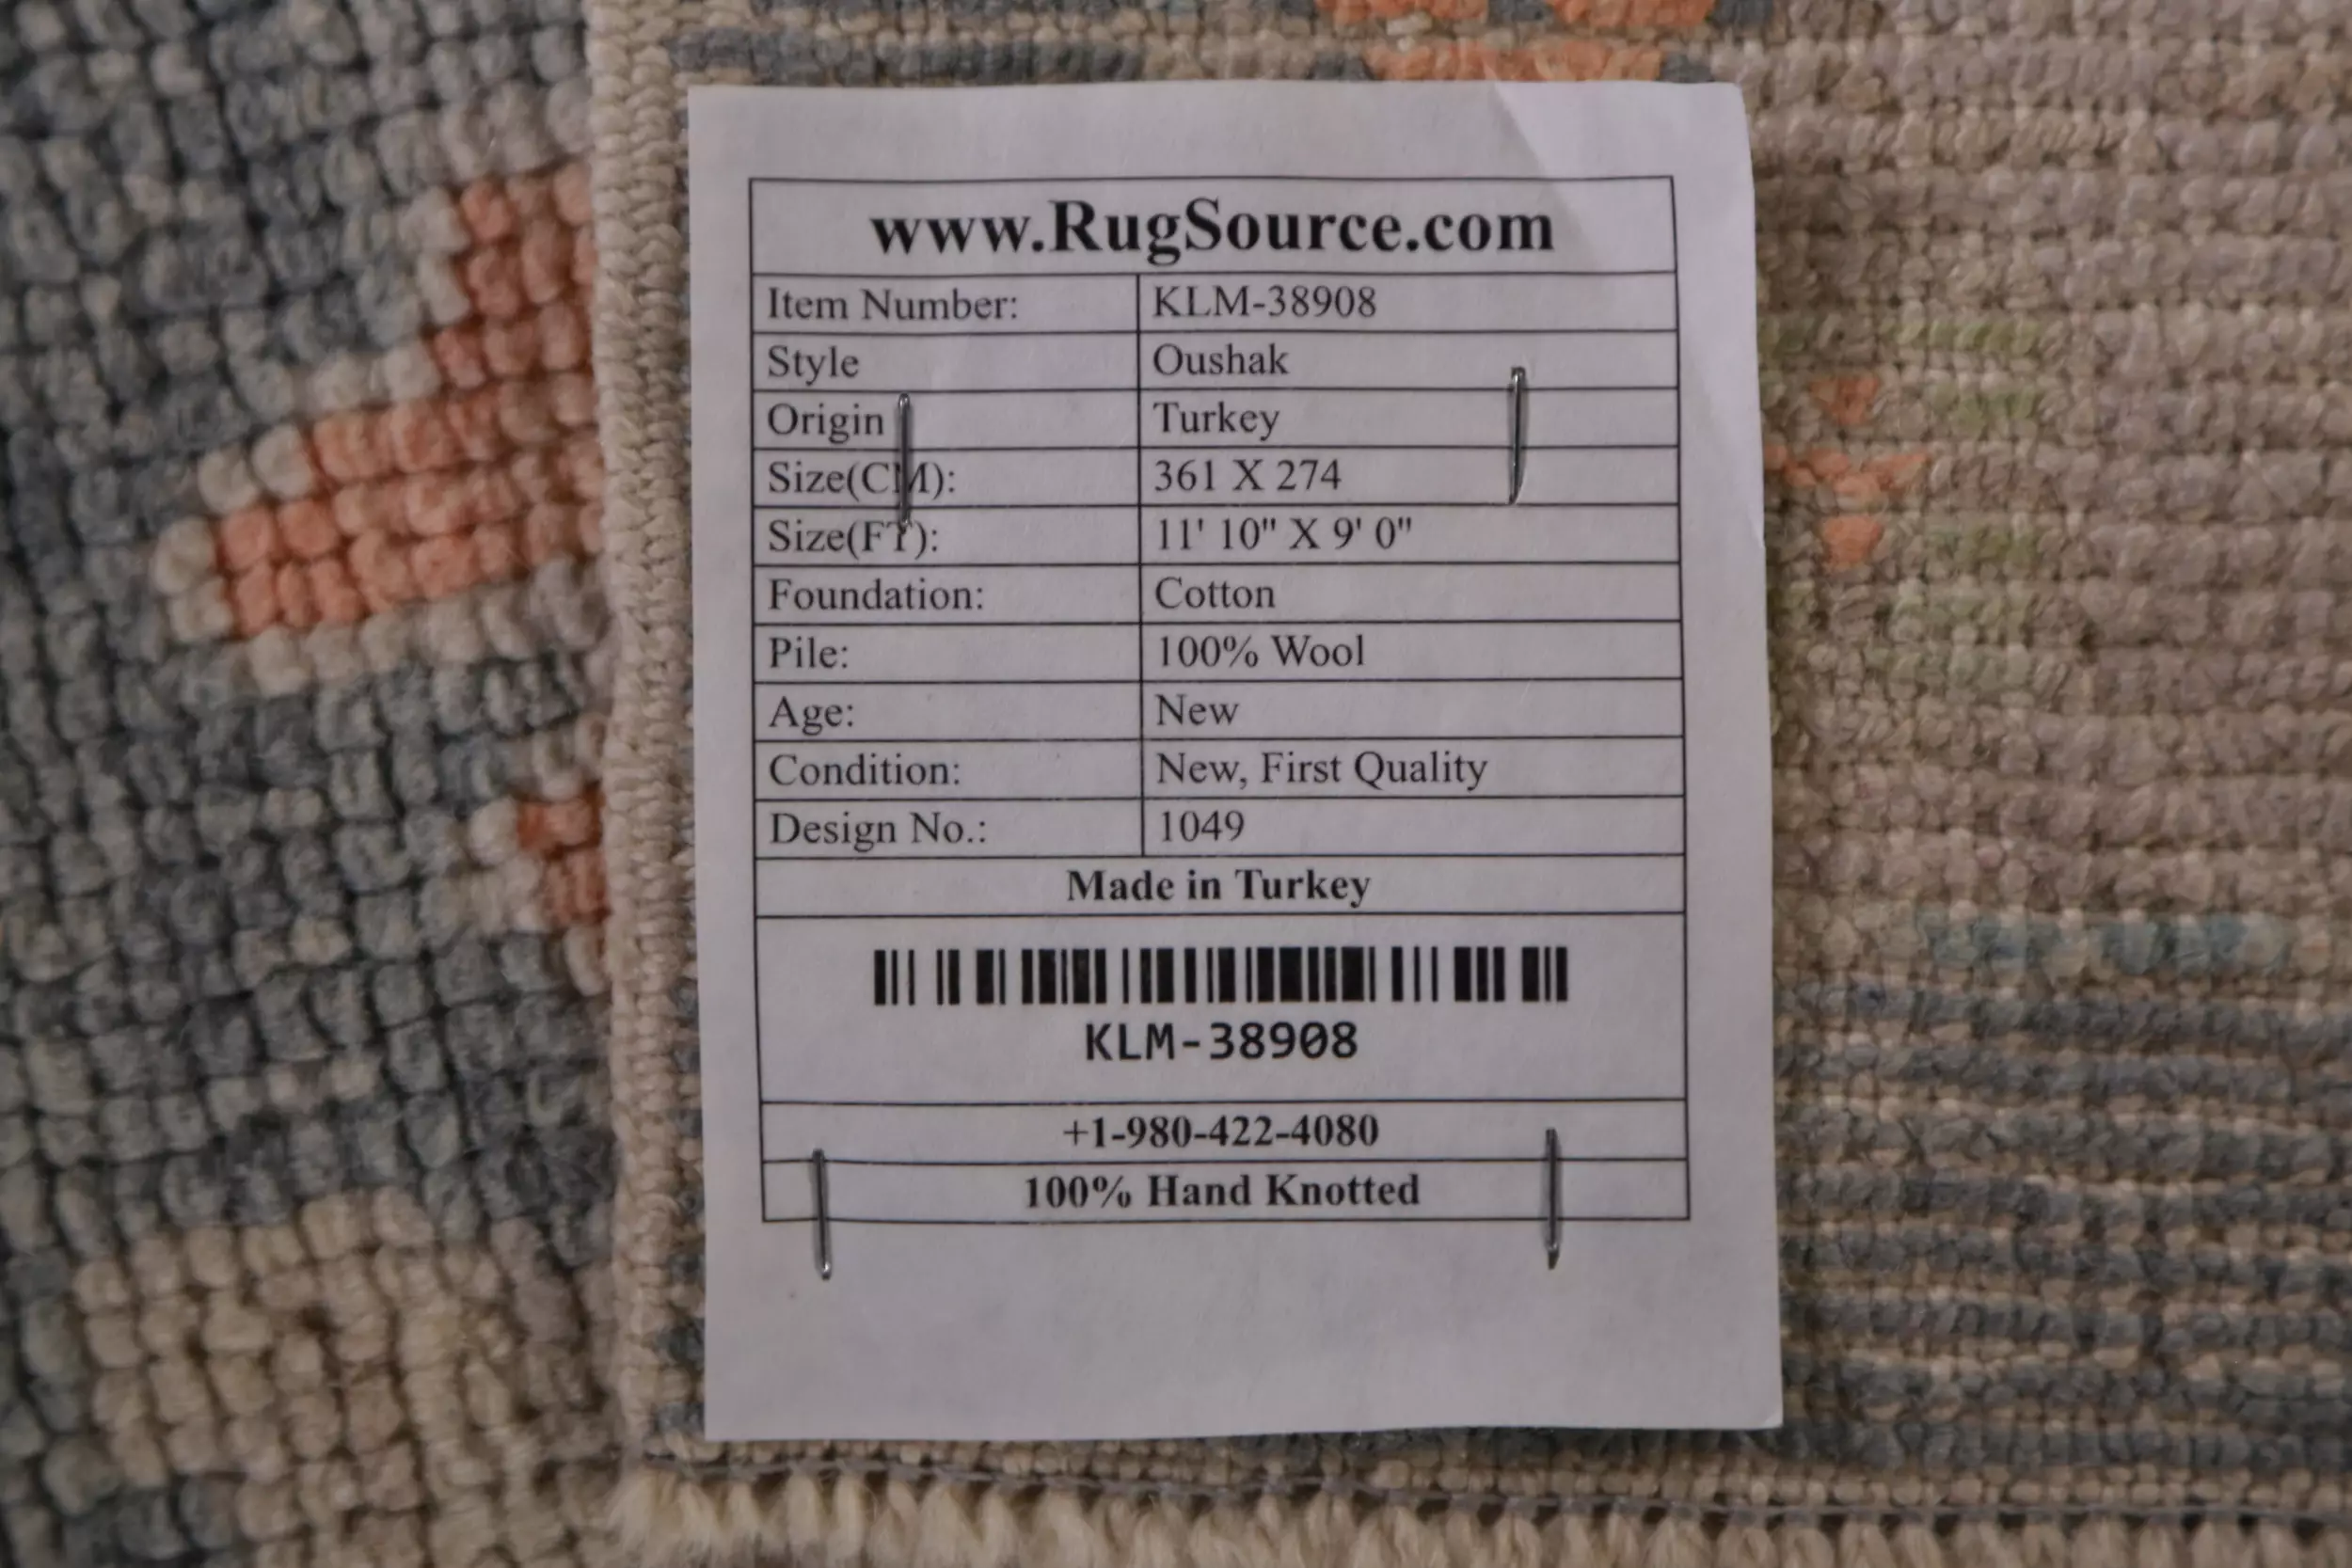 www.RugSource.com
Item Number: KLM-38908
Style Oushak
Origin Turkey
Size(CM): 361 X 274
Size(FT): 11' 10" X 9' 0"
Foundation: Cotton
Pile: 100% Wool
Age: New
Condition: New, First Quality
Design No.: 1049
Made in Turkey
KLM-38908
+1-980-422-4080
100% Hand Knotted